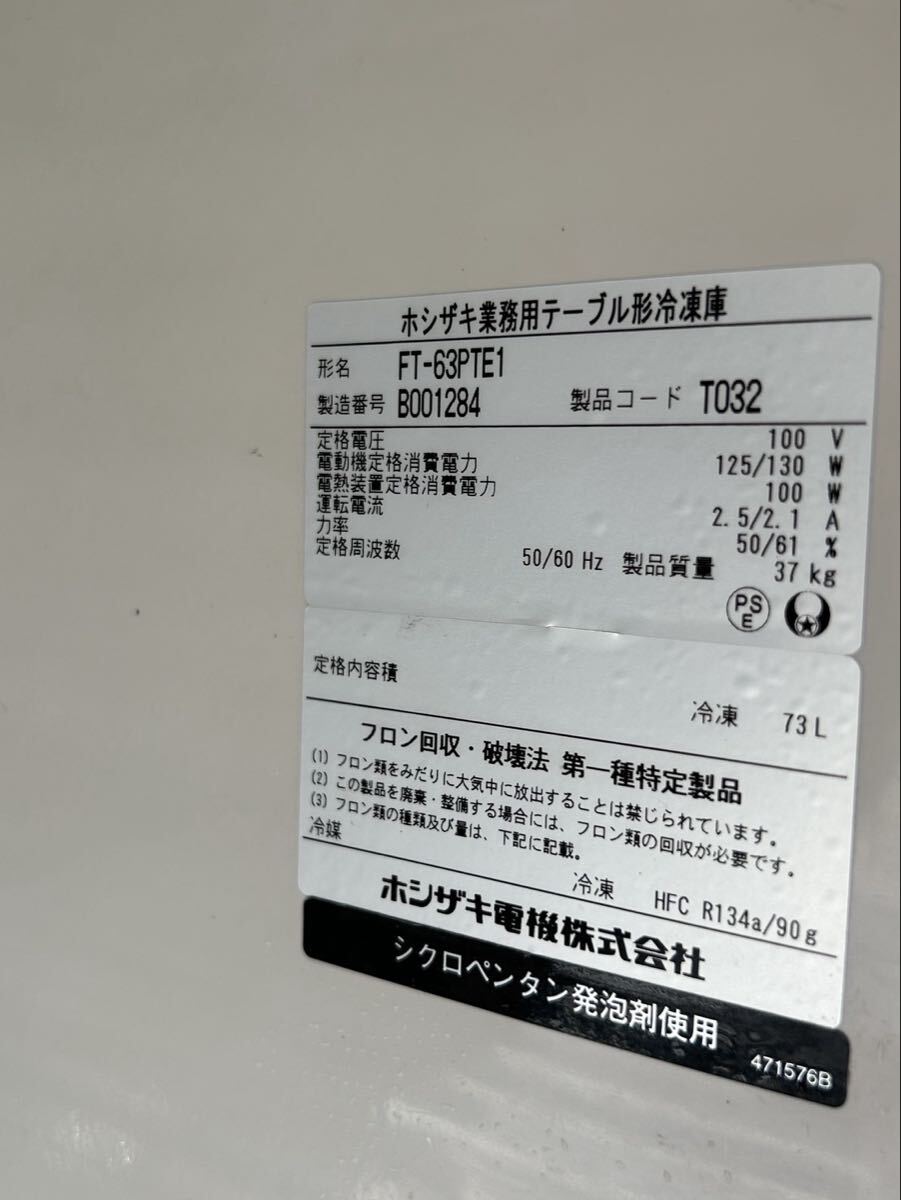 ホシザキ業務用テーブル形冷凍庫
形名 FT-63PTE1
製造番号 B001284 製品コード T032
定格電圧 100 V
電動機定格消費電力 125/130 W
電熱装置定格消費電力 100 W
運転電流 2.5/2.1 A
力率 50/61 %
定格周波数 50/60 Hz 製品質量 37 kg
PS
E
定格内容積
冷凍 73 L
フロン回収・破壊法 第一種特定製品
(1) フロン類をみだりに大気中に放出することは禁じられています。
(2) この製品を廃棄・整備する場合には、フロン類の回収が必要です。
(3) フロン類の種類及び量は、下記に記載。
冷媒
冷凍 HFC R134a/90g
ホシザキ電機株式会社
シクロペンタン発泡剤使用
471576B